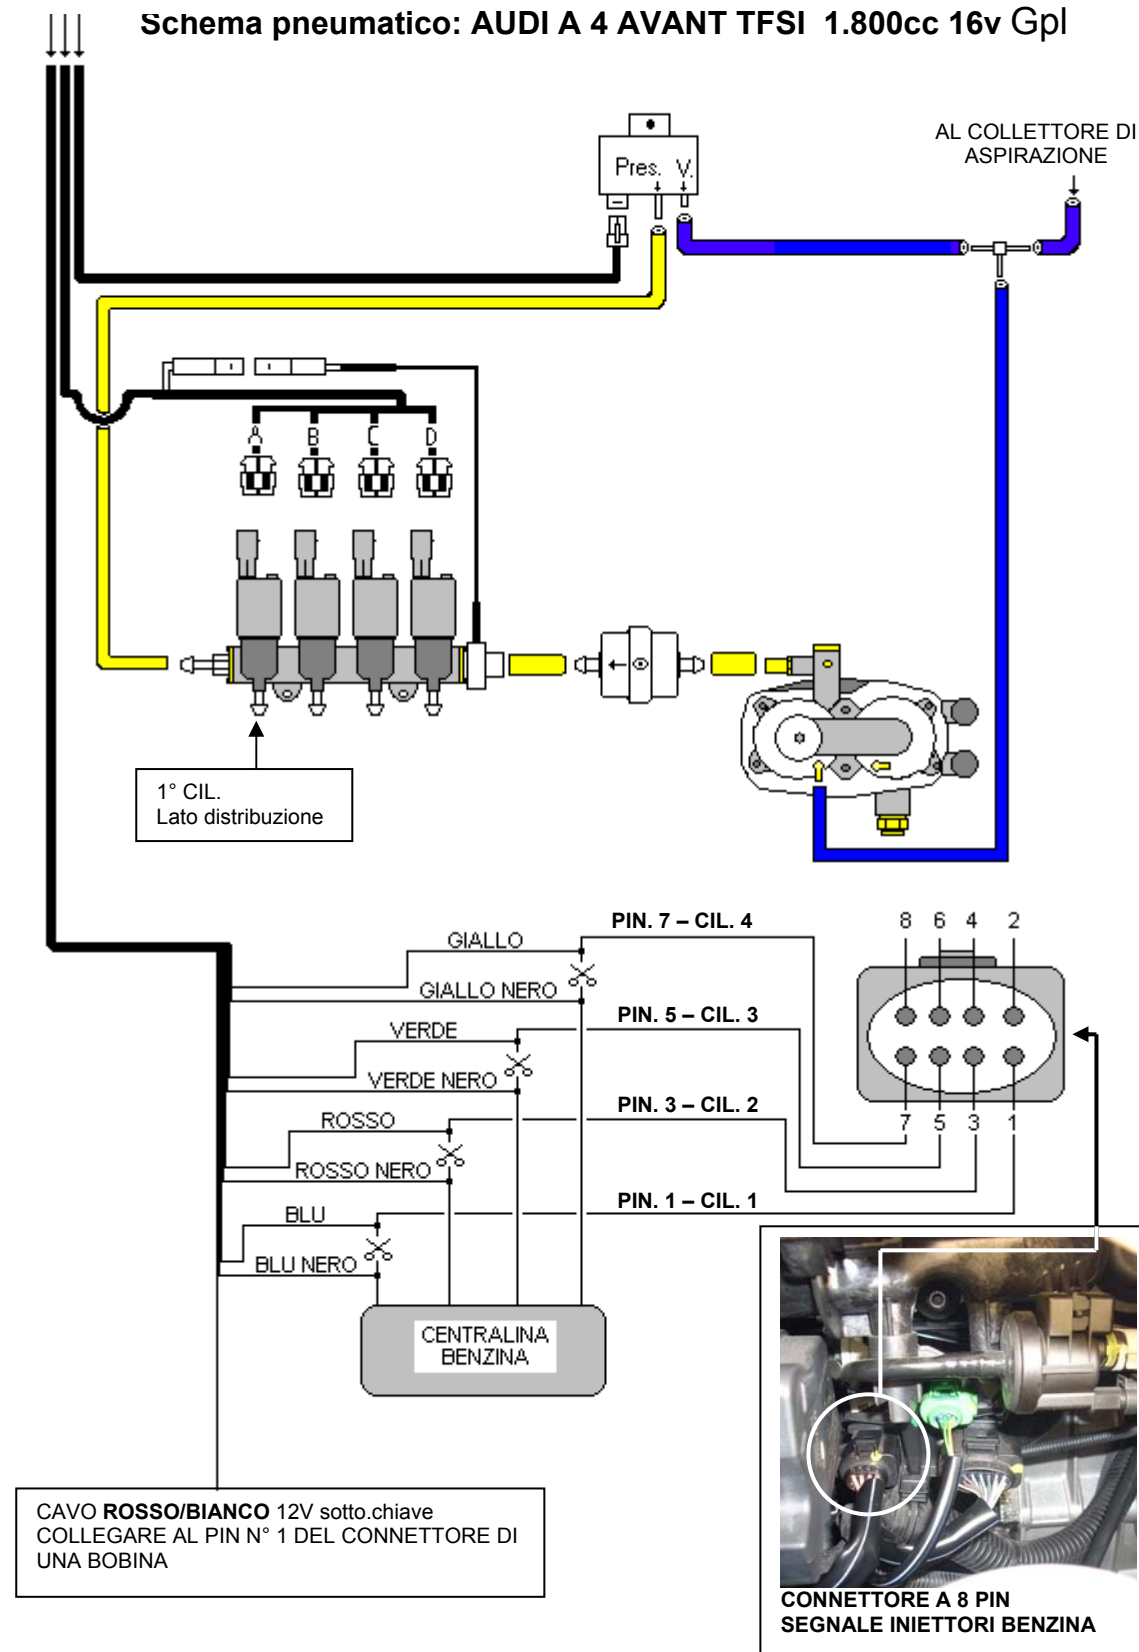 Schema pneumatico: AUDI A 4 AVANT TFSI 1.800cc 16v Gpl
AL COLLETTORE DI
ASPIRAZIONE
Pres. V.
A B C D
1° CIL.
Lato distribuzione
8 6 4 2
PIN. 7 – CIL. 4
GIALLO
GIALLO NERO
PIN. 5 – CIL. 3
VERDE
VERDE NERO
PIN. 3 – CIL. 2
7 5 3 1
ROSSO
ROSSO NERO
PIN. 1 – CIL. 1
BLU
BLU NERO
CENTRALINA
BENZINA
CAVO ROSSO/BIANCO 12V sotto.chiave
COLLEGARE AL PIN N° 1 DEL CONNETTORE DI
UNA BOBINA
CONNETTORE A 8 PIN
SEGNALE INIETTORI BENZINA